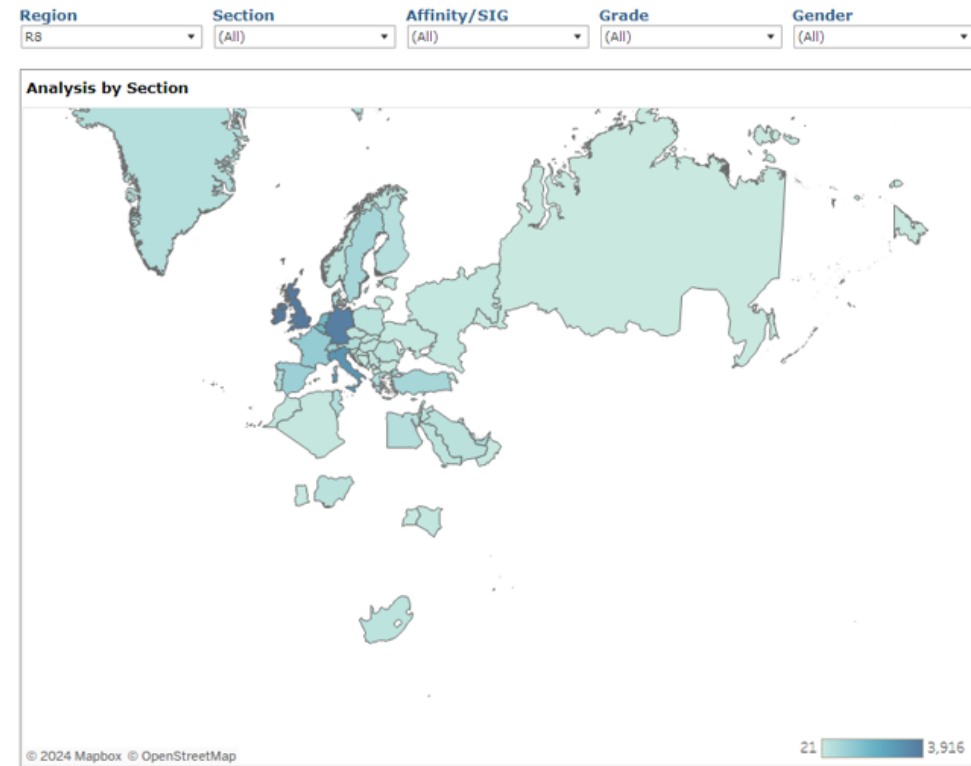 Region Section Affinity/SIG Grade Gender
R8 (All) (All) (All) (All)
Analysis by Section
21 3,916
© 2024 Mapbox © OpenStreetMap